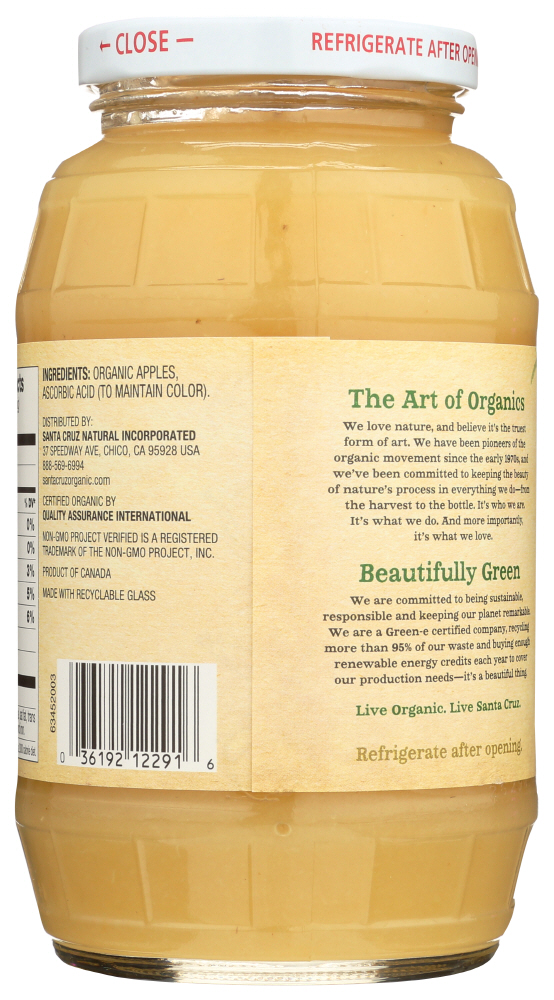 ← CLOSE —
REFRIGERATE AFTER
INGREDIENTS: ORGANIC APPLES,
ASCORBIC ACID (TO MAINTAIN COLOR).
DISTRIBUTED BY:
SANTA CRUZ NATURAL INCORPORATED
37 SPEEDWAY AVE, CHICO, CA 95928 USA
888-569-6994
santacruzorganic.com
CERTIFIED ORGANIC BY
QUALITY ASSURANCE INTERNATIONAL
NON-GMO PROJECT VERIFIED IS A REGISTERED
TRADEMARK OF THE NON-GMO PROJECT, INC.
PRODUCT OF CANADA
MADE WITH RECYCLABLE GLASS
% DV*
0%
0%
3%
5%
6%
63452003
0 36192 12291 6
The Art of Organics
We love nature, and believe it's the truest
form of art. We have been pioneers of the
organic movement since the early 1970s, and
we've been committed to keeping the beauty
of nature's process in everything we do—from
the harvest to the bottle. It's who we are.
It's what we do. And more importantly,
it's what we love.
Beautifully Green
We are committed to being sustainable,
responsible and keeping our planet remarkable.
We are a Green-e certified company, recycling
more than 95% of our waste and buying enough
renewable energy credits each year to cover
our production needs—it's a beautiful thing.
Live Organic. Live Santa Cruz.
Refrigerate after opening.